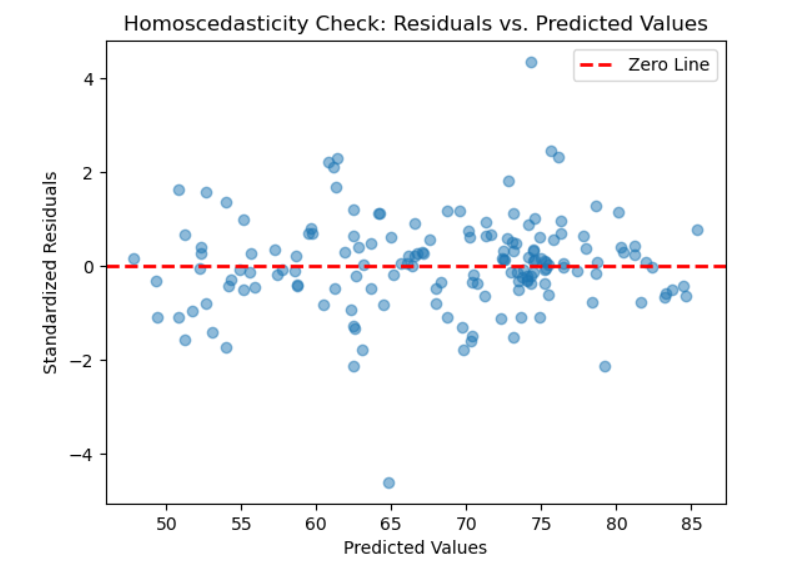 Homoscedasticity Check: Residuals vs. Predicted Values
Zero Line
Standardized Residuals
4
2
0
−2
−4
50 55 60 65 70 75 80 85
Predicted Values